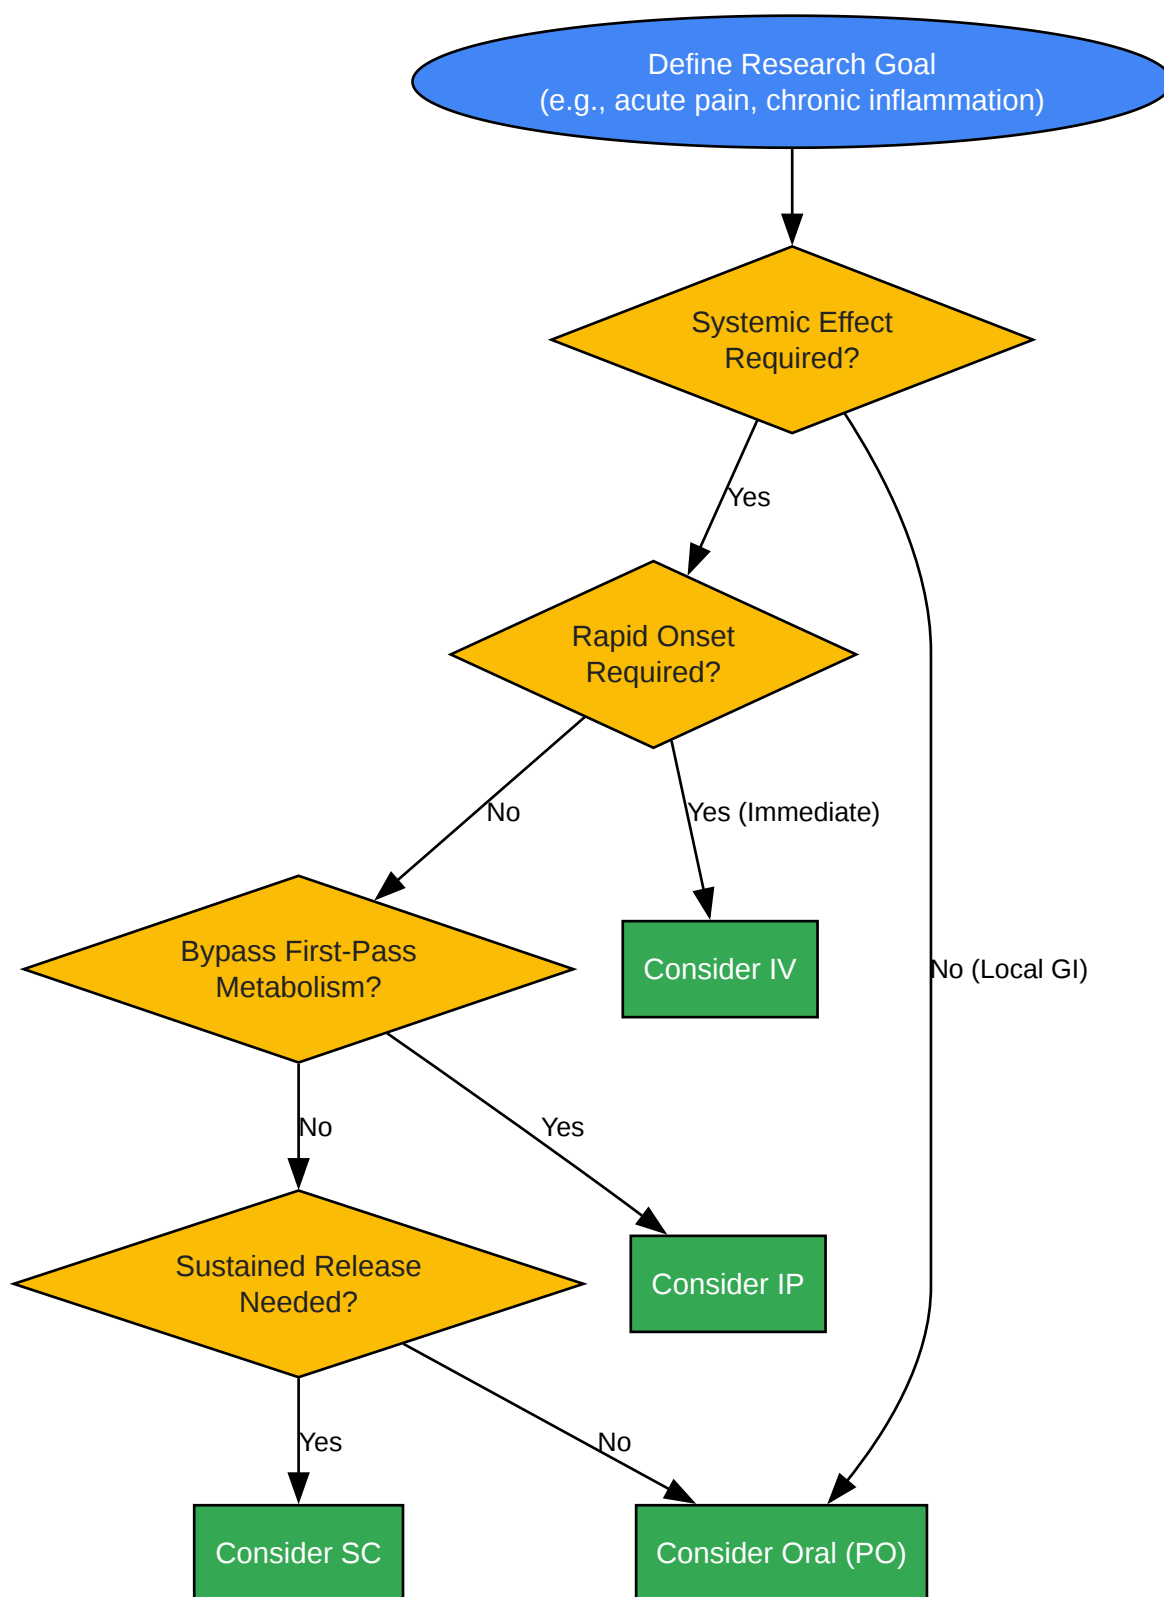 Define Research Goal
(e.g., acute pain, chronic inflammation)
Systemic Effect
Required?
Yes
Rapid Onset
Required?
No
Yes (Immediate)
Bypass First-Pass
Metabolism?
Consider IV
No (Local GI)
No
Yes
Sustained Release
Needed?
Consider IP
Yes
No
Consider SC
Consider Oral (PO)